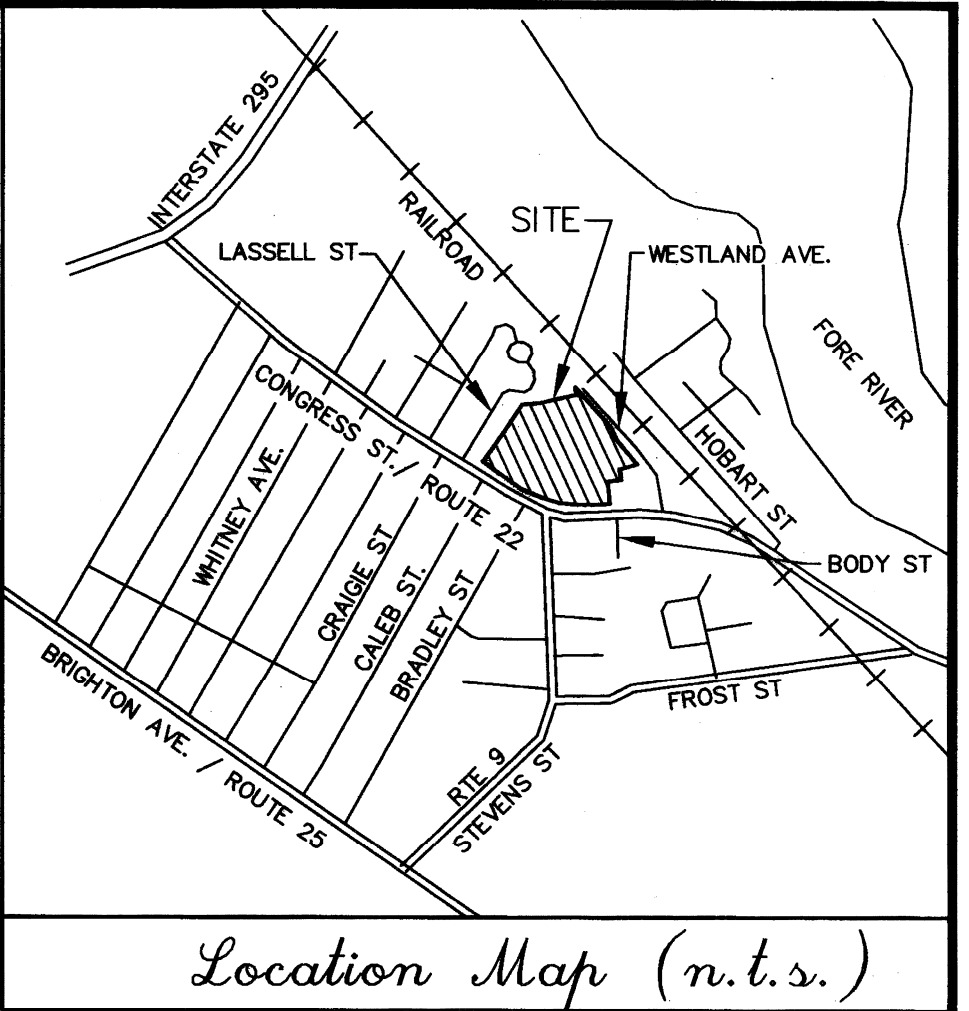 INTERSTATE 295
RAILROAD
SITE
LASSELL ST
WESTLAND AVE.
FORE RIVER
CONGRESS ST./ ROUTE 22
HOBART ST
WHITNEY AVE.
CRAIGIE ST
CALEB ST.
BRADLEY ST
BODY ST
BRIGHTON AVE. / ROUTE 25
FROST ST
RTE 9
STEVENS ST
Location Map (n.t.s.)